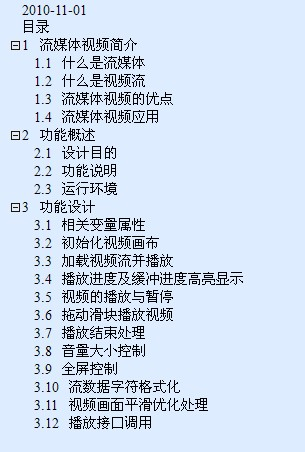 2010-11-01
目录
1 流媒体视频简介
1.1 什么是流媒体
1.2 什么是视频流
1.3 流媒体视频的优点
1.4 流媒体视频应用
2 功能概述
2.1 设计目的
2.2 功能说明
2.3 运行环境
3 功能设计
3.1 相关变量属性
3.2 初始化视频画布
3.3 加载视频流并播放
3.4 播放进度及缓冲进度高亮显示
3.5 视频的播放与暂停
3.6 拖动滑块播放视频
3.7 播放结束处理
3.8 音量大小控制
3.9 全屏控制
3.10 流数据字符格式化
3.11 视频画面平滑优化处理
3.12 播放接口调用